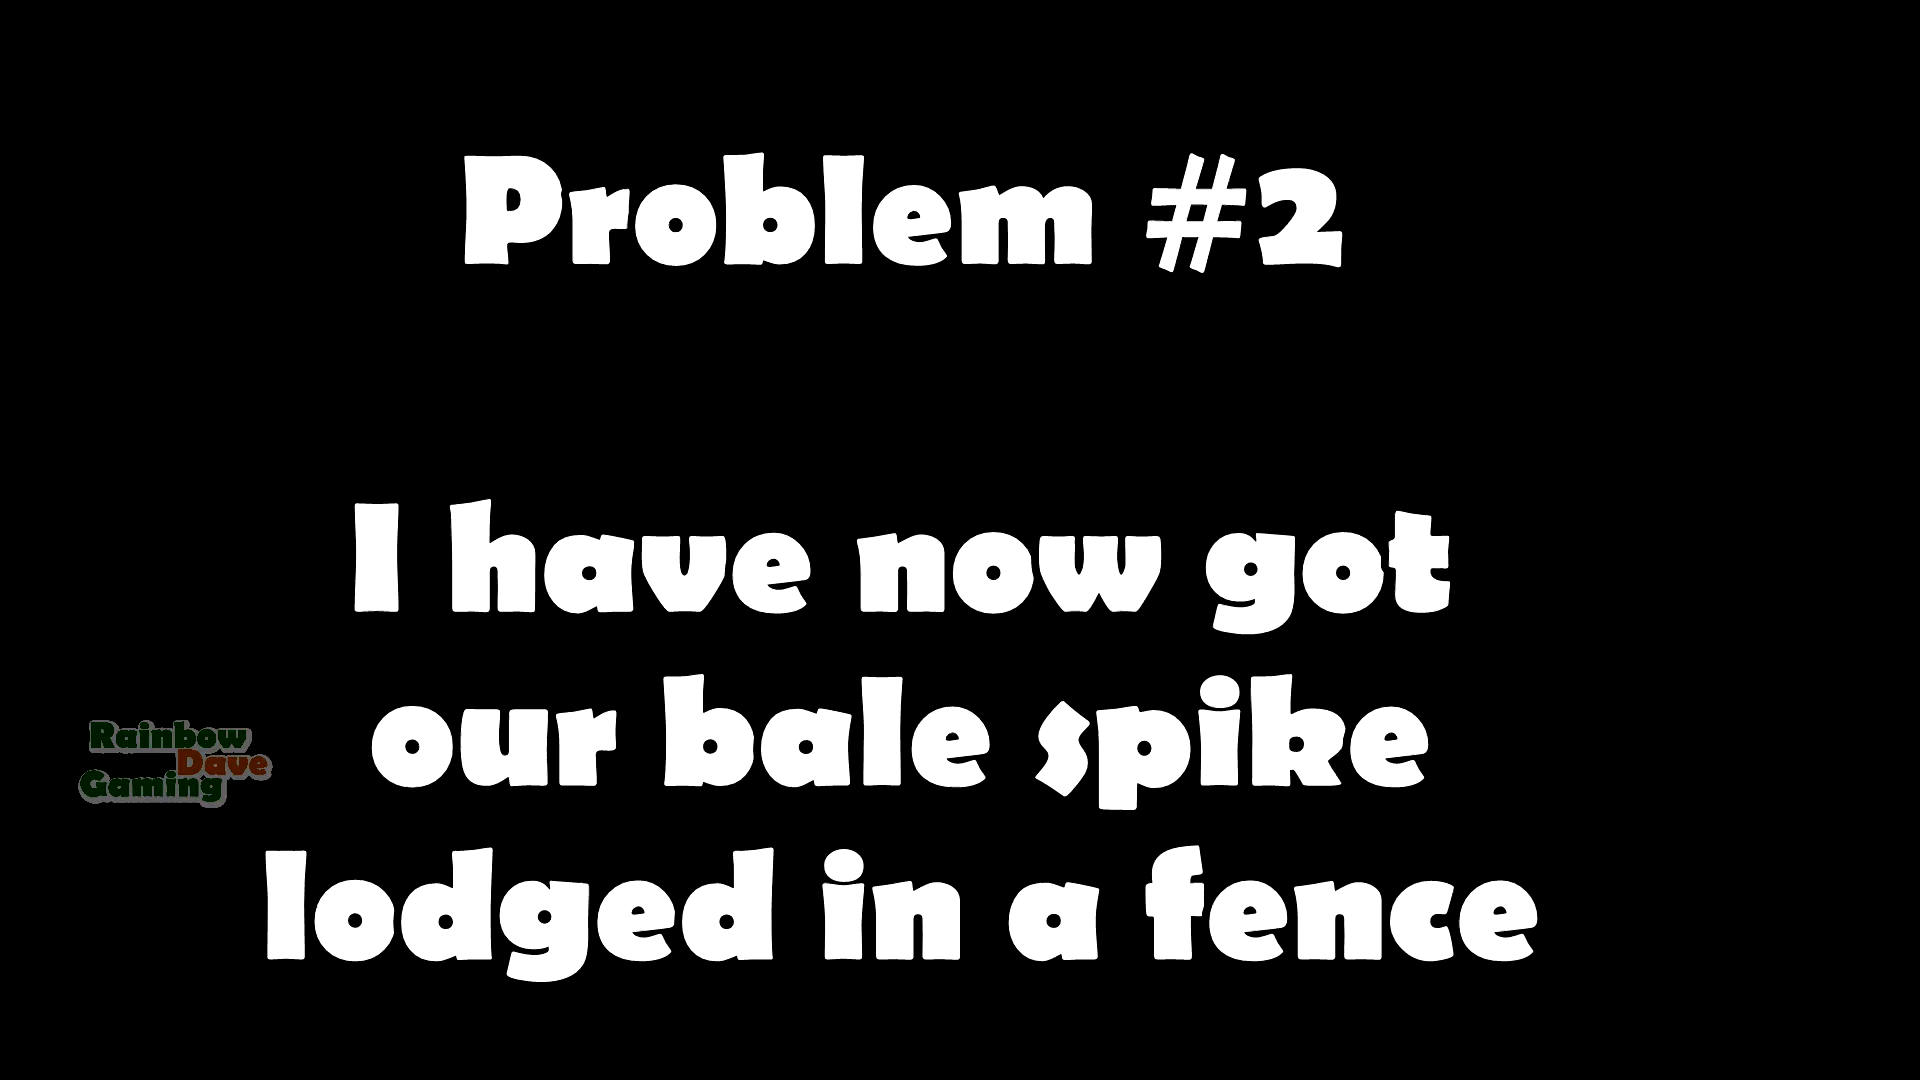 Problem #2
I have now got
our bale spike
lodged in a fence
Rainbow
Dave
Gaming